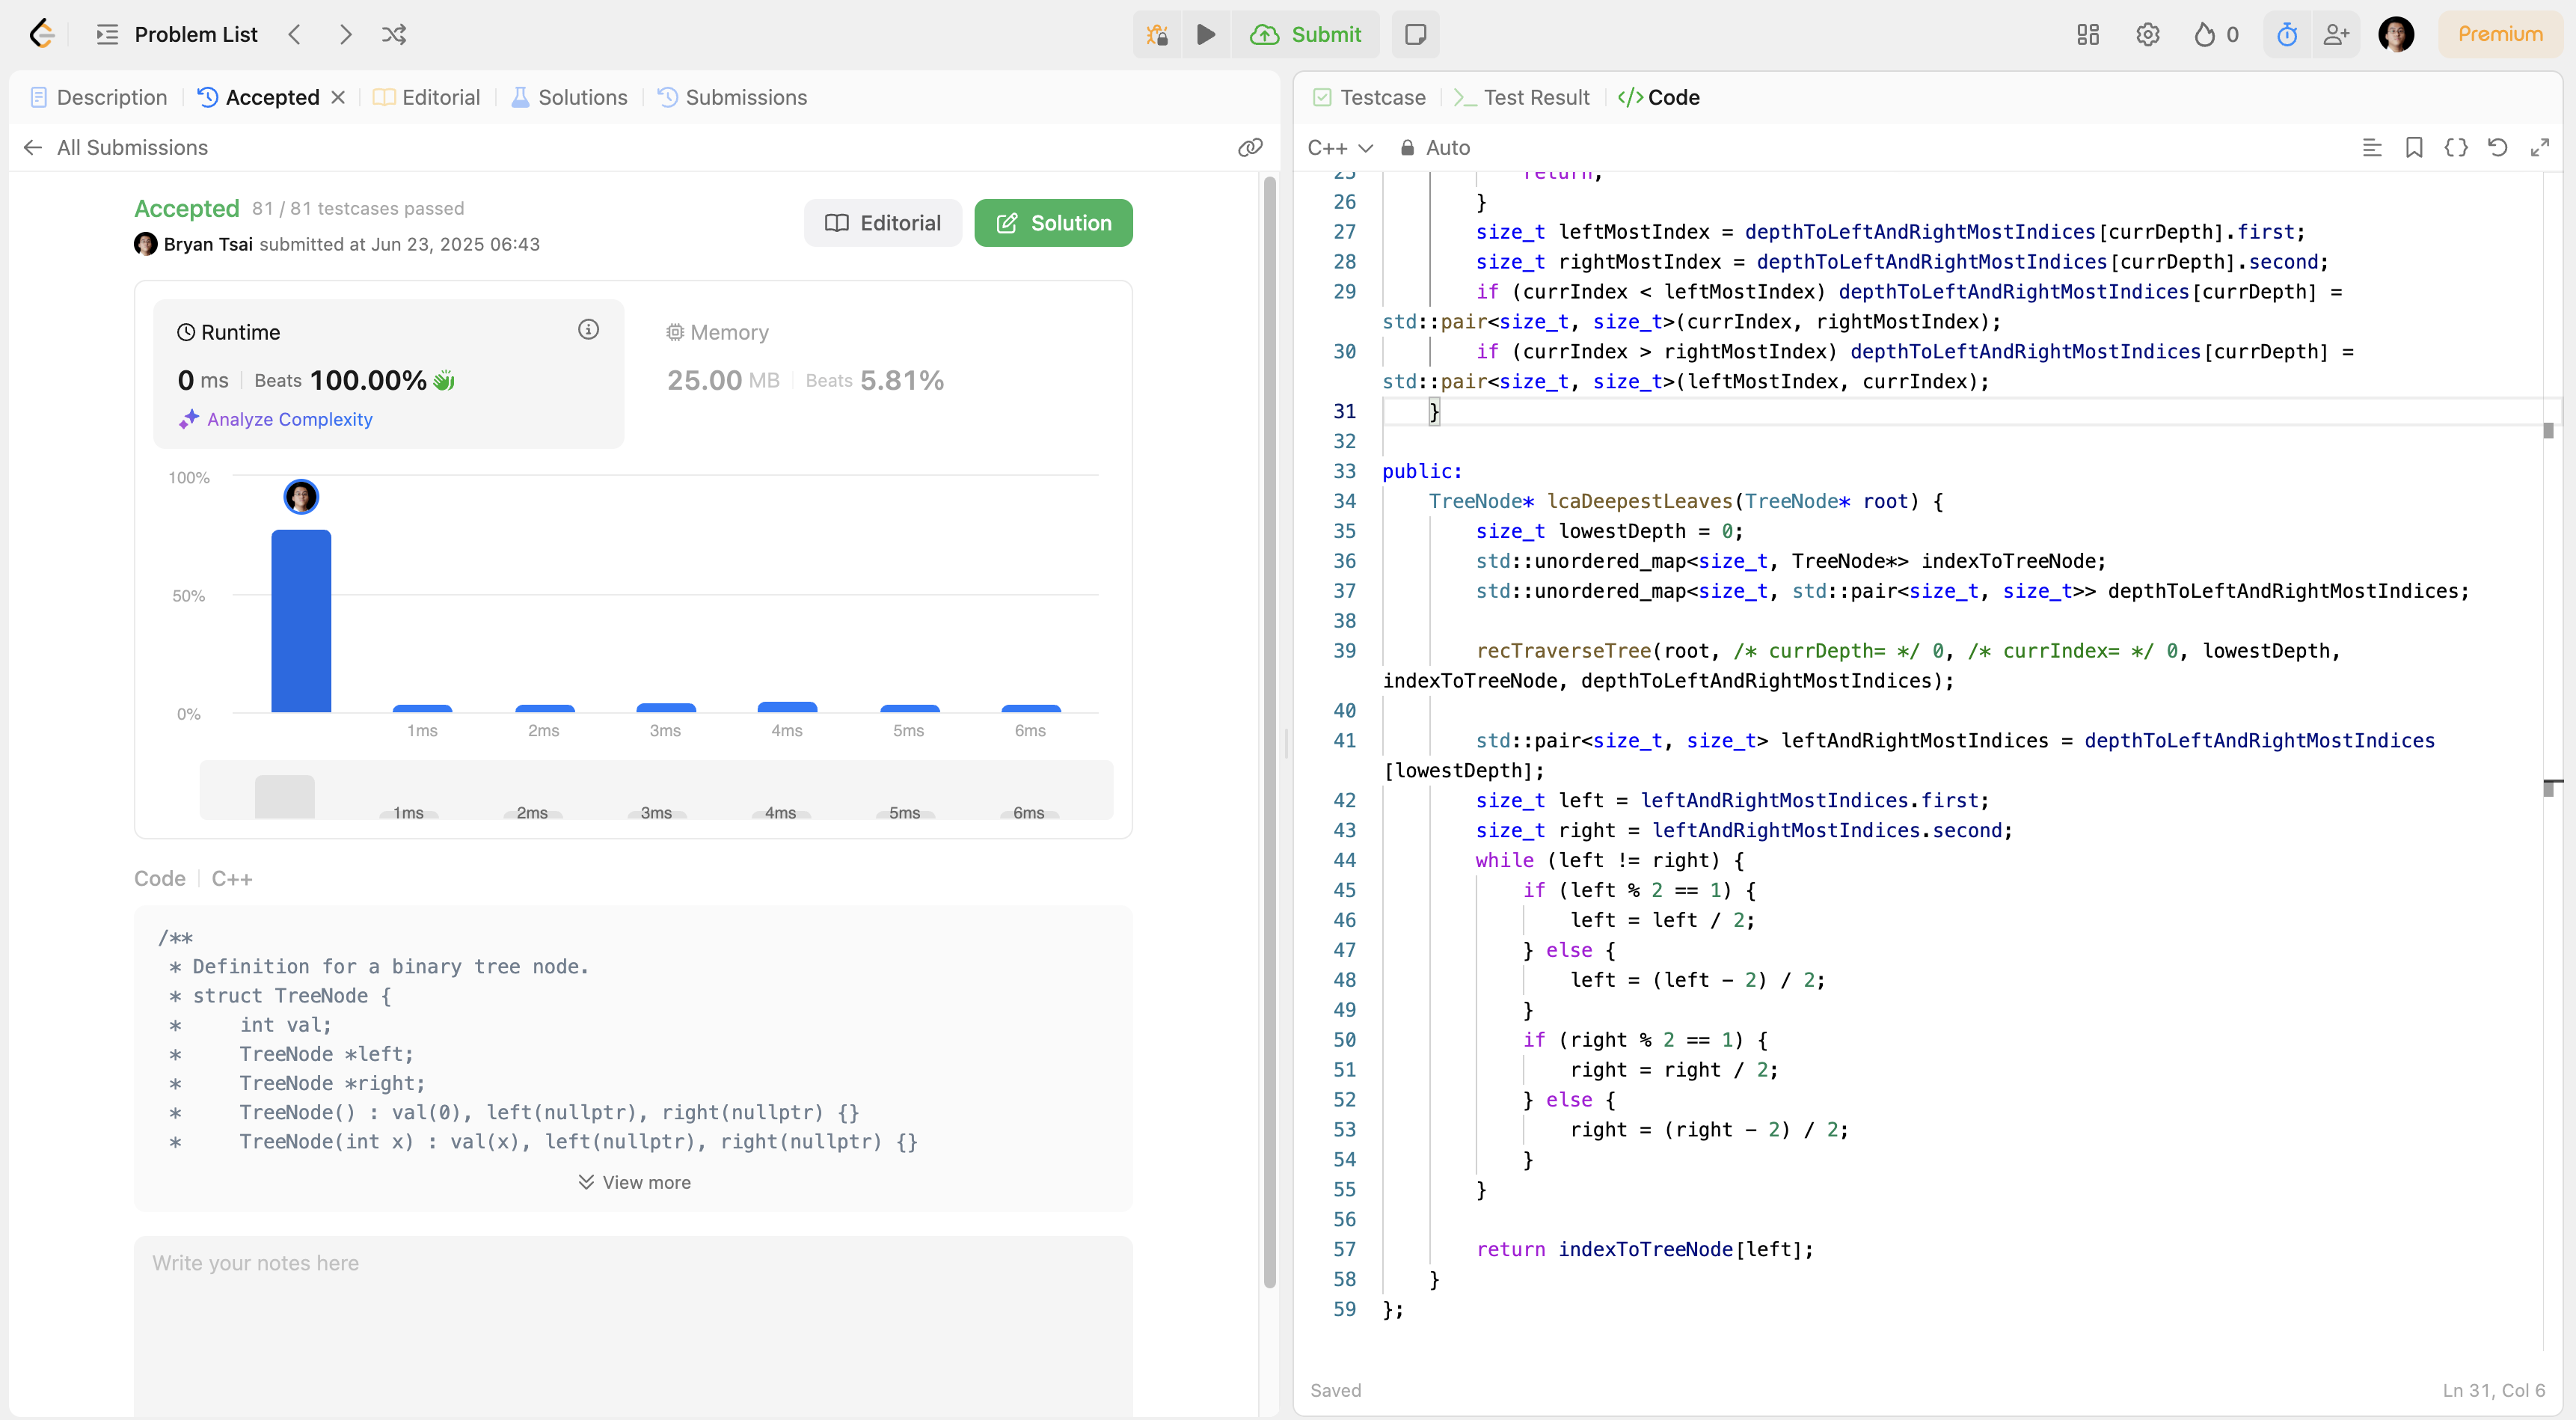 Problem List
Submit
0
Premium
Description
Accepted
Editorial
Solutions
Submissions
All Submissions
Accepted 81 / 81 testcases passed
Bryan Tsai submitted at Jun 23, 2025 06:43
Editorial
Solution
Runtime
0 ms Beats 100.00%
Analyze Complexity
Memory
25.00 MB Beats 5.81%
100%
50%
0%
1ms 2ms 3ms 4ms 5ms 6ms
1ms 2ms 3ms 4ms 5ms 6ms
Code C++
/**
* Definition for a binary tree node.
* struct TreeNode {
*     int val;
*     TreeNode *left;
*     TreeNode *right;
*     TreeNode() : val(0), left(nullptr), right(nullptr) {}
*     TreeNode(int x) : val(x), left(nullptr), right(nullptr) {}
View more
Write your notes here
Testcase
Test Result
</> Code
C++ Auto
25 return;
26 }
27 size_t leftMostIndex = depthToLeftAndRightMostIndices[currDepth].first;
28 size_t rightMostIndex = depthToLeftAndRightMostIndices[currDepth].second;
29 if (currIndex < leftMostIndex) depthToLeftAndRightMostIndices[currDepth] =
std::pair<size_t, size_t>(currIndex, rightMostIndex);
30 if (currIndex > rightMostIndex) depthToLeftAndRightMostIndices[currDepth] =
std::pair<size_t, size_t>(leftMostIndex, currIndex);
31 }
32
33 public:
34 TreeNode* lcaDeepestLeaves(TreeNode* root) {
35 size_t lowestDepth = 0;
36 std::unordered_map<size_t, TreeNode*> indexToTreeNode;
37 std::unordered_map<size_t, std::pair<size_t, size_t>> depthToLeftAndRightMostIndices;
38
39 recTraverseTree(root, /* currDepth= */ 0, /* currIndex= */ 0, lowestDepth,
indexToTreeNode, depthToLeftAndRightMostIndices);
40
41 std::pair<size_t, size_t> leftAndRightMostIndices = depthToLeftAndRightMostIndices
[lowestDepth];
42 size_t left = leftAndRightMostIndices.first;
43 size_t right = leftAndRightMostIndices.second;
44 while (left != right) {
45 if (left % 2 == 1) {
46 left = left / 2;
47 } else {
48 left = (left - 2) / 2;
49 }
50 if (right % 2 == 1) {
51 right = right / 2;
52 } else {
53 right = (right - 2) / 2;
54 }
55 }
56
57 return indexToTreeNode[left];
58 }
59 };
Saved
Ln 31, Col 6